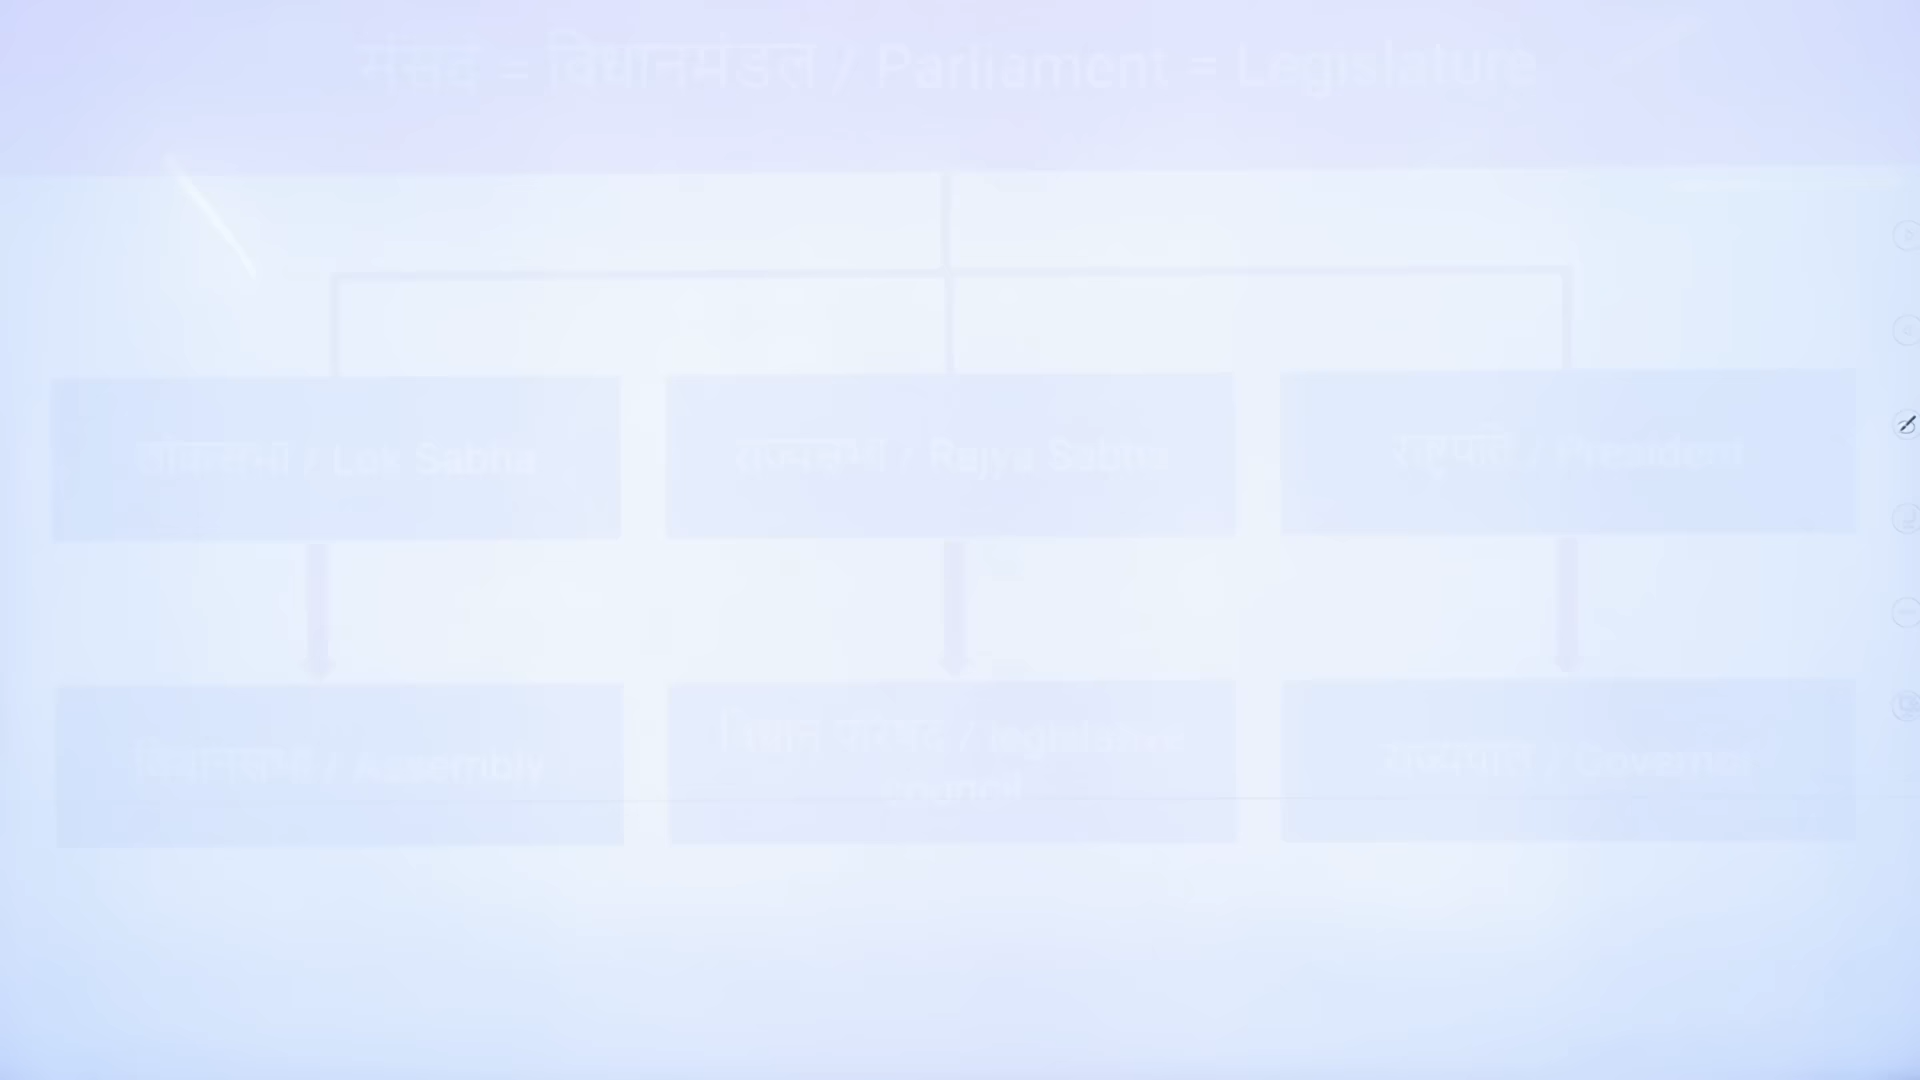 संसद = विधानमंडल / Parliament = Legislature
लोकसभा / Lok Sabha
राज्यसभा / Rajya Sabha
राष्ट्रपति / President
विधानसभा / Assembly
विधान परिषद / legislative
council
राज्यपाल / Governor